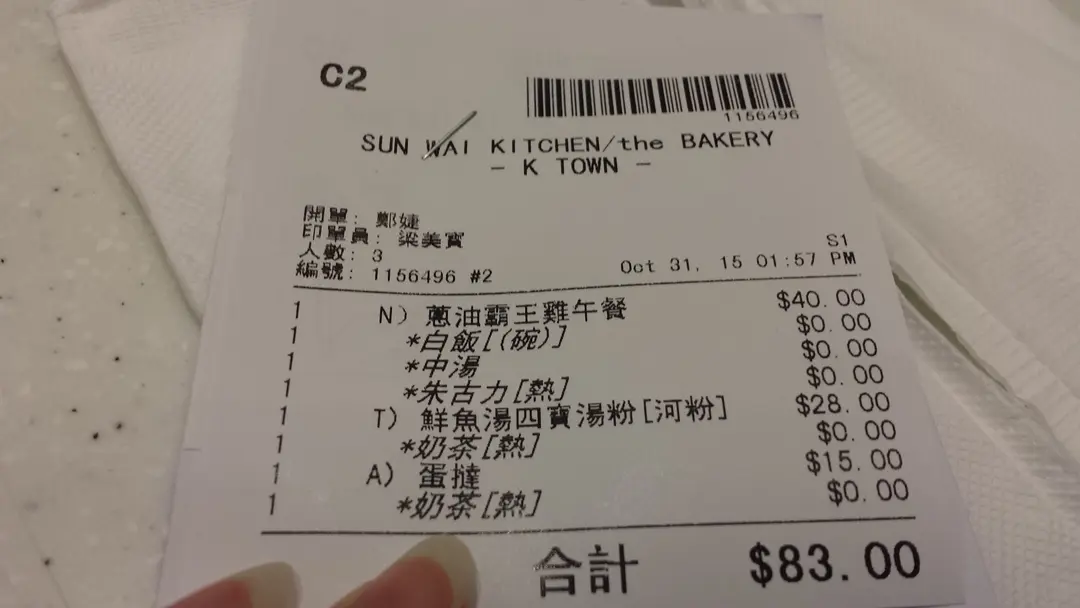 C2
1156496
SUN WAI KITCHEN/the BAKERY
- K TOWN -
開單: 鄭婕
印單員: 梁美寶
人數: 3
S1
編號: 1156496 #2 Oct 31, 15 01:57 PM
1 N) 蔥油霸王雞午餐 $40.00
1 *白飯[(碗)] $0.00
1 *中湯 $0.00
1 *朱古力[熱] $0.00
1 T) 鮮魚湯四寶湯粉[河粉] $28.00
1 *奶茶[熱] $0.00
1 A) 蛋撻 $15.00
1 *奶茶[熱] $0.00
合計 $83.00